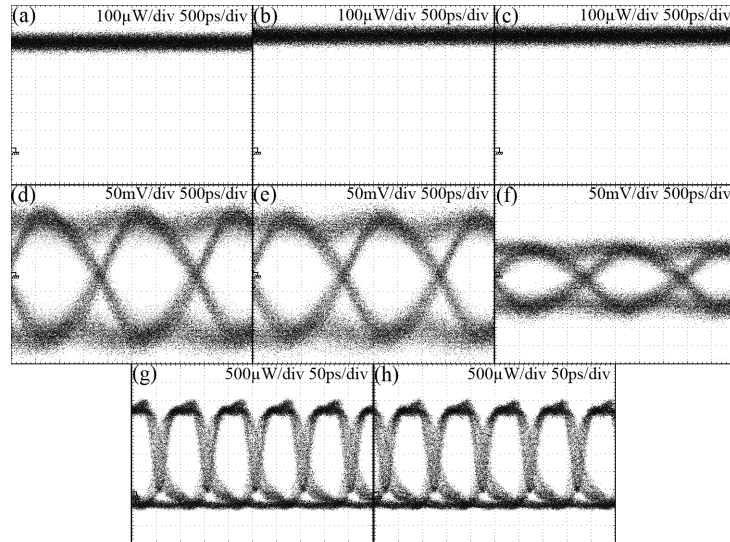 (a) 100µW/div 500ps/div
(b) 100µW/div 500ps/div
(c) 100µW/div 500ps/div
(d) 50mV/div 500ps/div
(e) 50mV/div 500ps/div
(f) 50mV/div 500ps/div
(g) 500µW/div 50ps/div
(h) 500µW/div 50ps/div